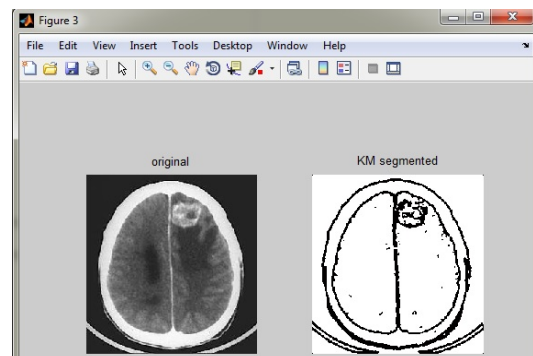 Figure 3
File Edit View Insert Tools Desktop Window Help
original KM segmented